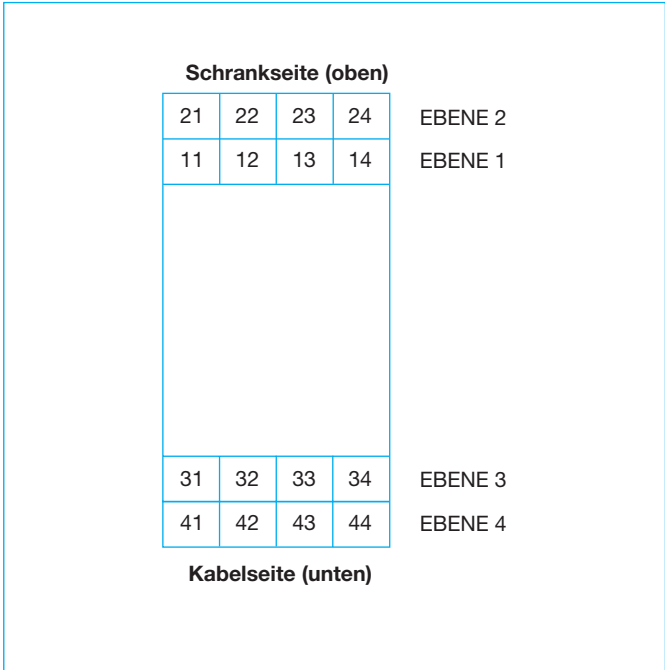 Schrankseite (oben)
21 22 23 24 EBENE 2
11 12 13 14 EBENE 1
31 32 33 34 EBENE 3
41 42 43 44 EBENE 4
Kabelseite (unten)